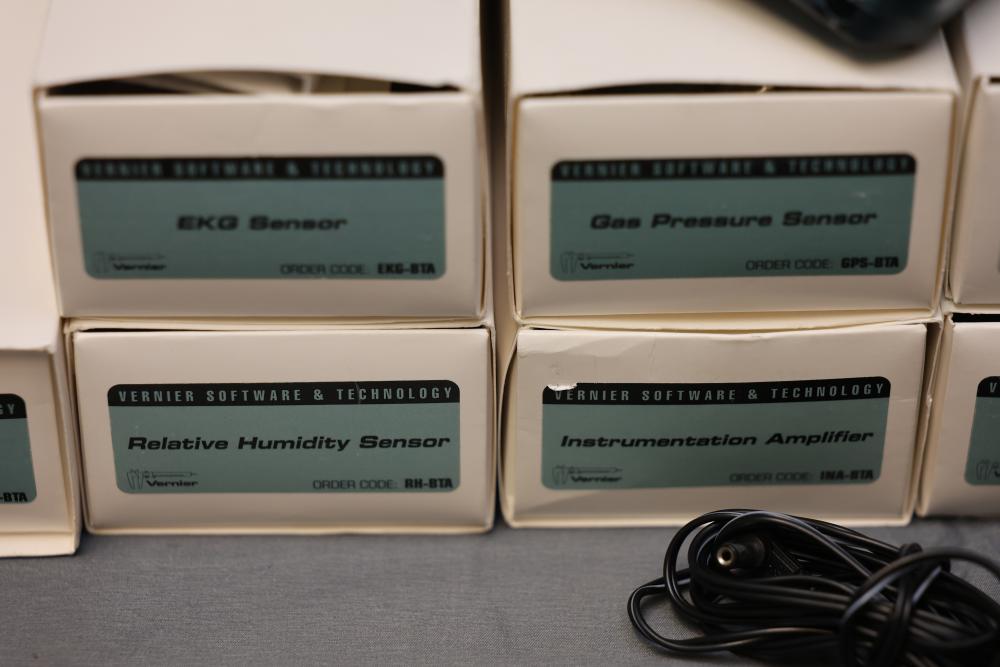 VERNIER SOFTWARE & TECHNOLOGY
EKG Sensor
Vernier
ORDER CODE: EKG-BTA
VERNIER SOFTWARE & TECHNOLOGY
Gas Pressure Sensor
Vernier
ORDER CODE: GPS-BTA
GY
-BTA
VERNIER SOFTWARE & TECHNOLOGY
Relative Humidity Sensor
Vernier
ORDER CODE: RH-BTA
VERNIER SOFTWARE & TECHNOLOGY
Instrumentation Amplifier
Vernier
ORDER CODE: INA-BTA